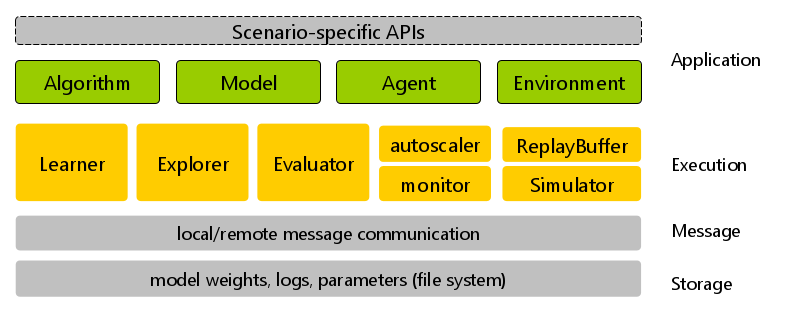 Scenario-specific APIs
Application
Algorithm
Model
Agent
Environment
Learner
Explorer
Evaluator
autoscaler
monitor
ReplayBuffer
Simulator
Execution
local/remote message communication
Message
model weights, logs, parameters (file system)
Storage